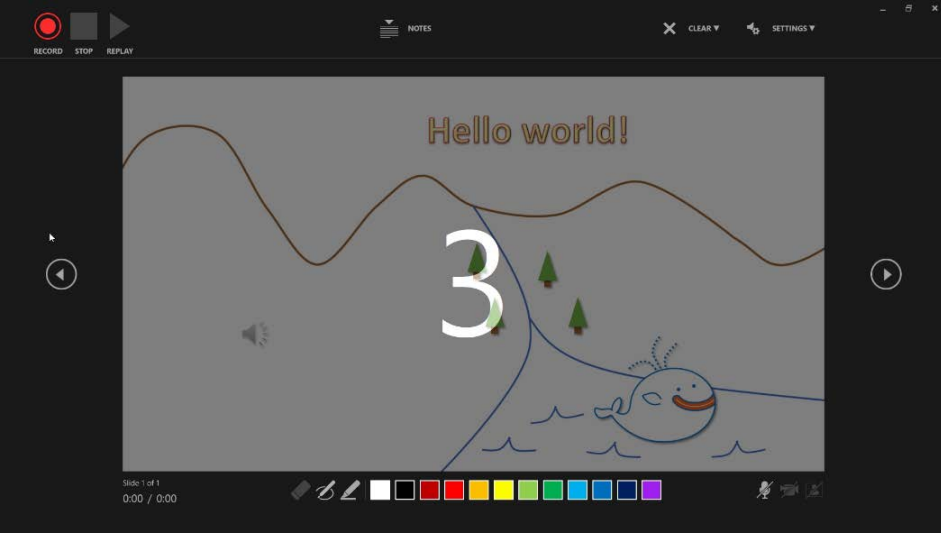 RECORD STOP REPLAY
NOTES
CLEAR ▼
SETTINGS ▼
Hello world!
3
Slide 1 of 1
0:00 / 0:00